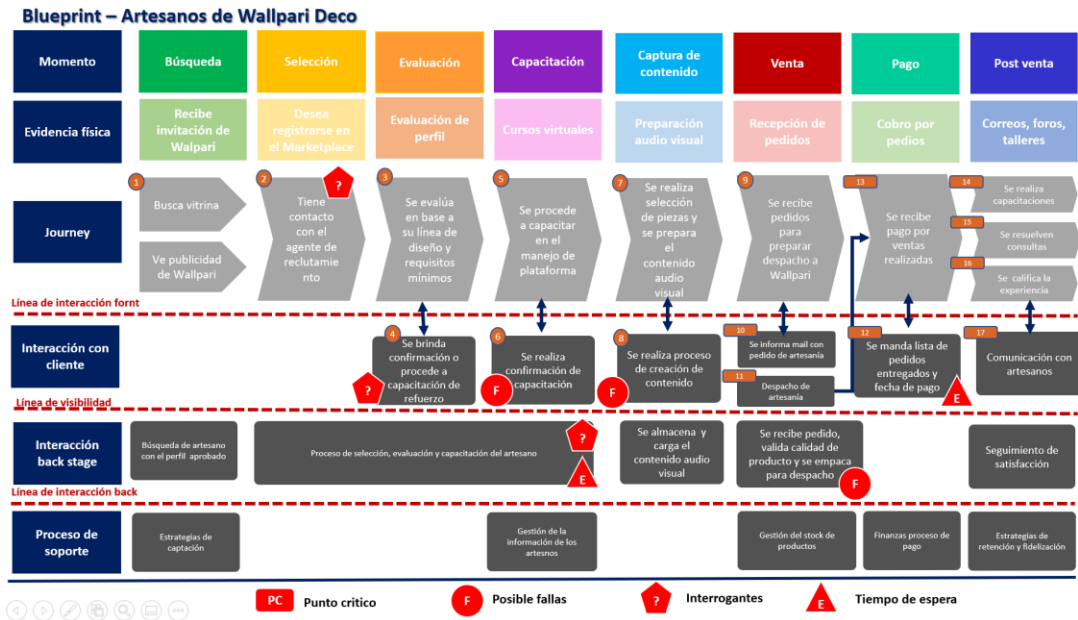 Blueprint – Artesanos de Wallpari Deco
Momento
Búsqueda
Selección
Evaluación
Capacitación
Captura de
contenido
Venta
Pago
Post venta
Evidencia física
Recibe
invitación de
Walpari
Desea
registrarse en
el Marketplace
Evaluación de
perfil
Cursos virtuales
Preparación
audio visual
Recepción de
pedidos
Cobro por
pedios
Correos, foros,
talleres
Journey
1
Busca vitrina
Ve publicidad
de Wallpari
2
?
Tiene
contacto
con el
agente de
reclutamie
nto
3
Se evalúa
en base a
su línea de
diseño y
requisitos
mínimos
5
Se procede
a capacitar
en el
manejo de
plataforma
7
Se realiza
selección
de piezas y
se prepara
el
contenido
audio
visual
9
Se recibe
pedidos
para
preparar
despacho a
Wallpari
13
Se recibe
pago por
ventas
realizadas
14
Se realiza
capacitaciones
15
Se resuelven
consultas
16
Se califica la
experiencia
Línea de interacción fornt
Interacción con
cliente
4
Se brinda
confirmación o
procede a
capacitación de
refuerzo
?
6
Se realiza
confirmación de
capacitación
F
8
Se realiza proceso
de creación de
contenido
F
10
Se informa mail con
pedido de artesanía
11
Despacho de
artesanía
12
Se manda lista de
pedidos
entregados y
fecha de pago
E
17
Comunicación con
artesanos
Línea de visibilidad
Interacción
back stage
Búsqueda de artesano
con el perfil aprobado
Proceso de selección, evaluación y capacitación del artesano
?
E
Se almacena y
carga el
contenido audio
visual
Se recibe pedido,
valida calidad de
producto y se empaca
para despacho
F
Seguimiento de
satisfacción
Línea de interacción back
Proceso de
soporte
Estrategias de
captación
Gestión de la
información de los
artesnos
Gestión del stock de
productos
Finanzas proceso de
pago
Estrategias de
retención y fidelización
PC
Punto critico
F
Posible fallas
?
Interrogantes
E
Tiempo de espera